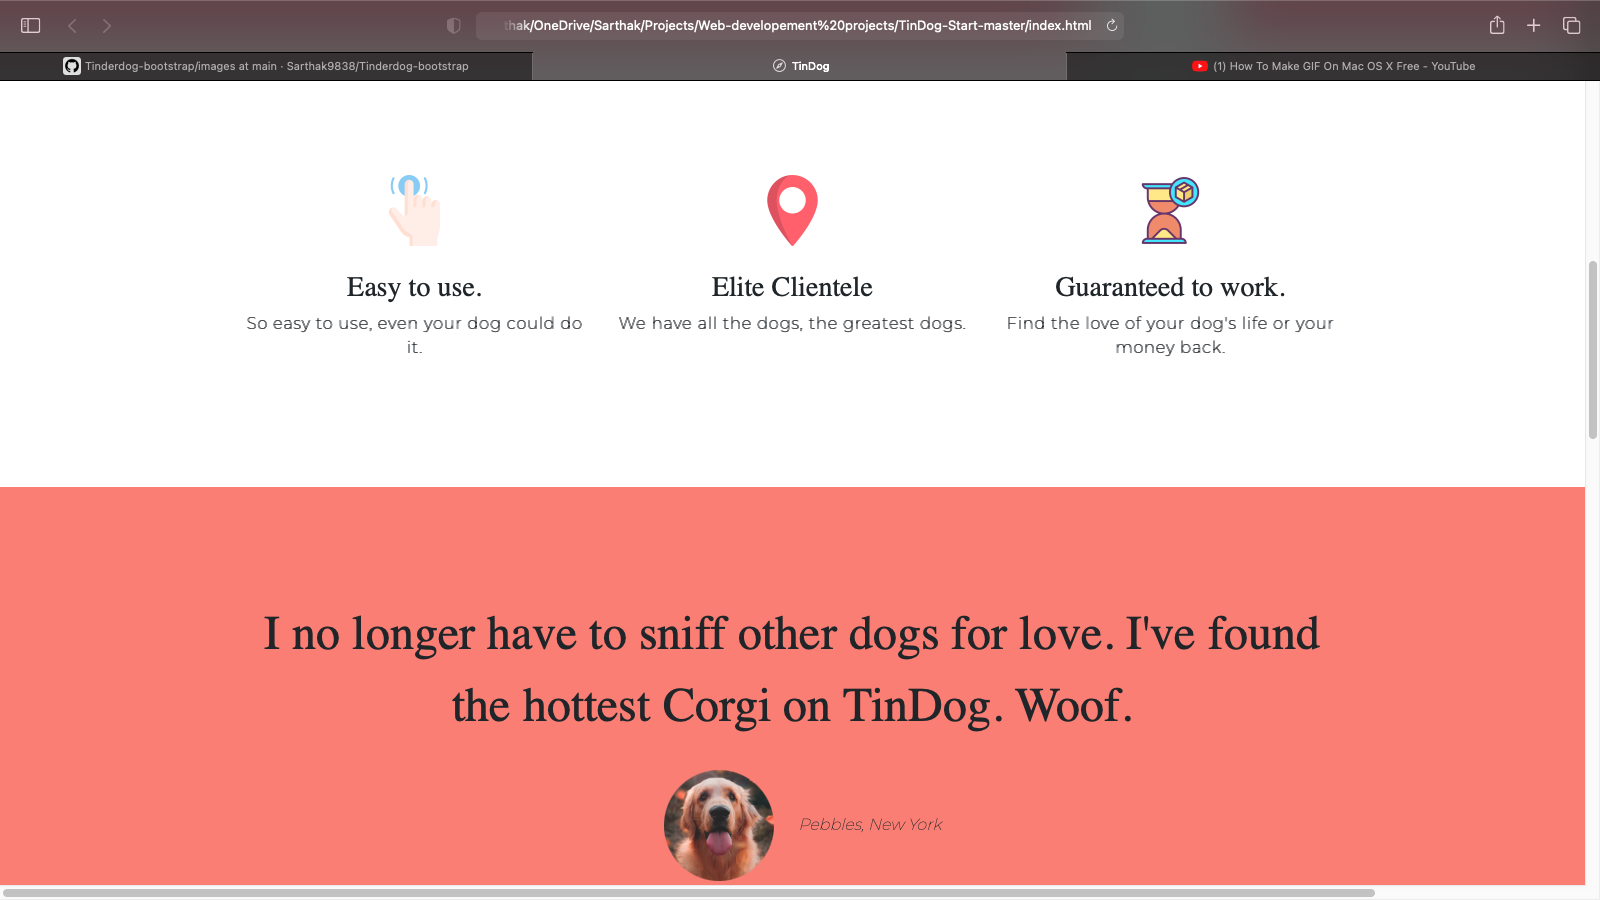 thak/OneDrive/Sarthak/Projects/Web-developement%20projects/TinDog-Start-master/index.html
Tinderdog-bootstrap/images at main · Sarthak9838/Tinderdog-bootstrap
TinDog
(1) How To Make GIF On Mac OS X Free - YouTube
Easy to use.
So easy to use, even your dog could do
it.
Elite Clientele
We have all the dogs, the greatest dogs.
Guaranteed to work.
Find the love of your dog's life or your
money back.
I no longer have to sniff other dogs for love. I've found
the hottest Corgi on TinDog. Woof.
Pebbles, New York